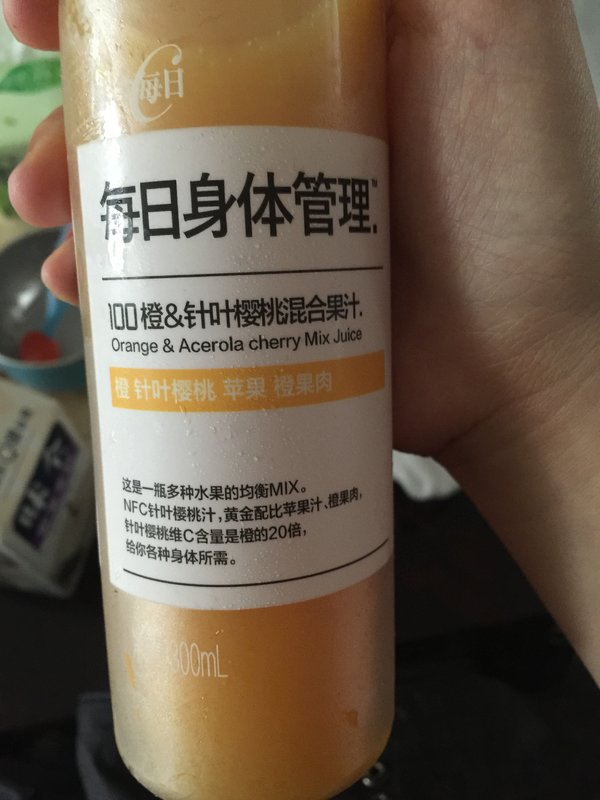 每日C
每日身体管理™
100橙&针叶樱桃混合果汁.
Orange & Acerola cherry Mix Juice
橙 针叶樱桃 苹果 橙果肉
这是一瓶多种水果的均衡MIX。
NFC针叶樱桃汁，黄金配比苹果汁、橙果肉，
针叶樱桃维C含量是橙的20倍，
给你各种身体所需。
300mL